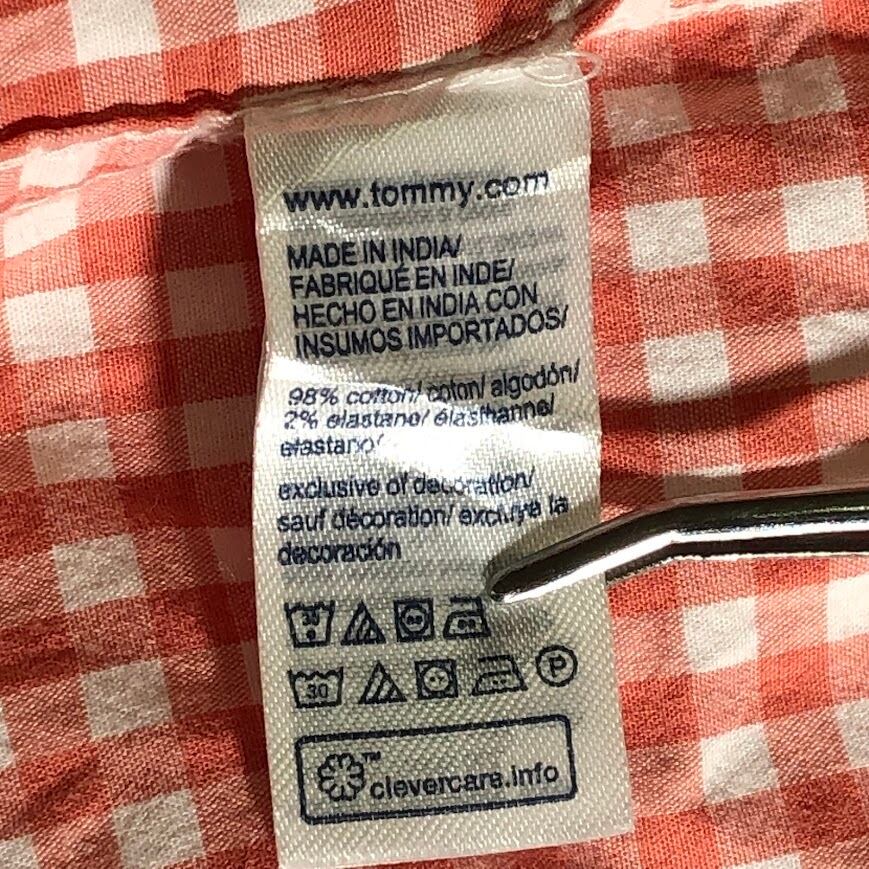 www.tommy.com
MADE IN INDIA/
FABRIQUÉ EN INDE/
HECHO EN INDIA CON
INSUMOS IMPORTADOS/
98% cotton/ coton/ algodón/
2% elastane/ élasthanne/
elastano/
exclusive of decoration/
sauf décoration/ excluye la
decoración
30
30 P
™
clevercare.info